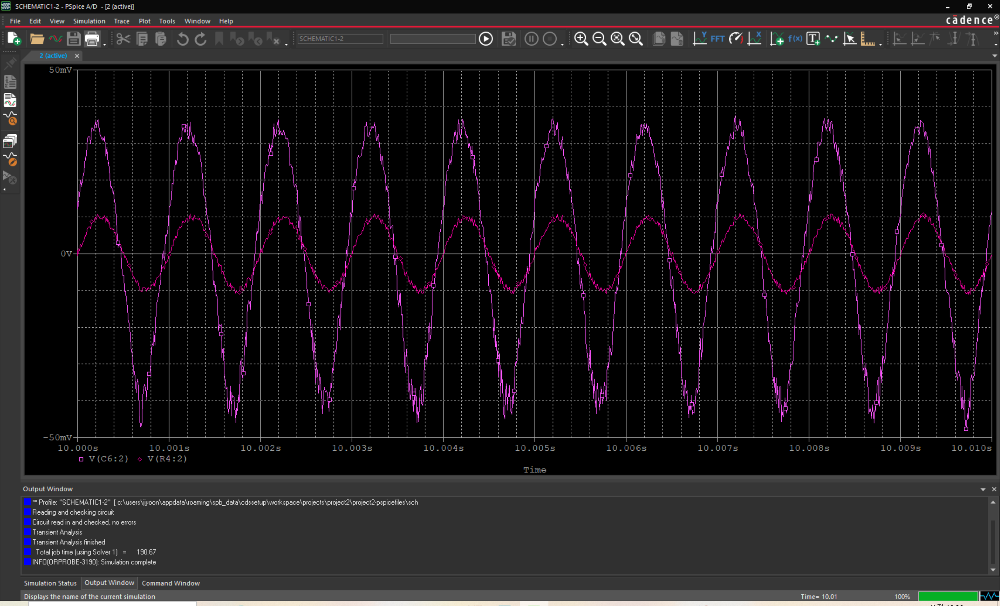 SCHEMATIC1-2 - PSpice A/D - [2 (active)]
File Edit View Simulation Trace Plot Tools Window Help
cādence®
SCHEMATIC1-2
Y FFT X f(x) T
2 (active)
PSpice
50mV
0V
-50mV
10.000s 10.001s 10.002s 10.003s 10.004s 10.005s 10.006s 10.007s 10.008s 10.009s 10.010s
V(C6:2) V(R4:2)
Time
Output Window
** Profile: "SCHEMATIC1-2" [ c:\users\jiyoon\appdata\roaming\spb_data\cdssetup\workspace\projects\project2\project2-pspicefiles\sch
Reading and checking circuit
Circuit read in and checked, no errors
Transient Analysis
Transient Analysis finished
Total job time (using Solver 1) = 190.67
INFO(ORPROBE-3190): Simulation complete
Simulation Status Output Window Command Window
Displays the name of the current simulation
Time= 10.01 100%